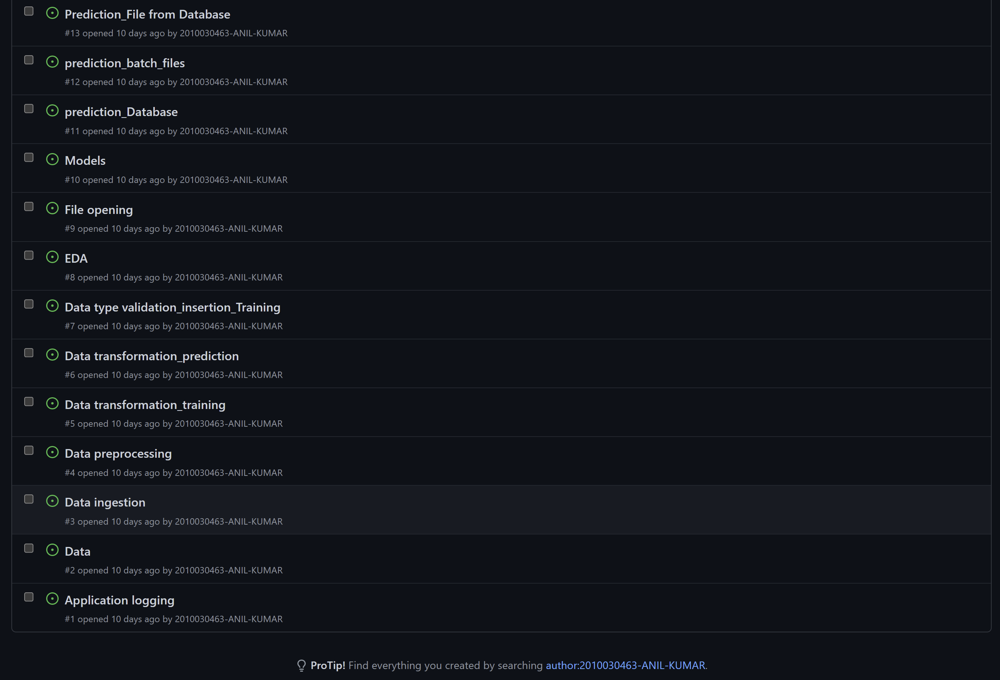 Prediction_File from Database
#13 opened 10 days ago by 2010030463-ANIL-KUMAR
prediction_batch_files
#12 opened 10 days ago by 2010030463-ANIL-KUMAR
prediction_Database
#11 opened 10 days ago by 2010030463-ANIL-KUMAR
Models
#10 opened 10 days ago by 2010030463-ANIL-KUMAR
File opening
#9 opened 10 days ago by 2010030463-ANIL-KUMAR
EDA
#8 opened 10 days ago by 2010030463-ANIL-KUMAR
Data type validation_insertion_Training
#7 opened 10 days ago by 2010030463-ANIL-KUMAR
Data transformation_prediction
#6 opened 10 days ago by 2010030463-ANIL-KUMAR
Data transformation_training
#5 opened 10 days ago by 2010030463-ANIL-KUMAR
Data preprocessing
#4 opened 10 days ago by 2010030463-ANIL-KUMAR
Data ingestion
#3 opened 10 days ago by 2010030463-ANIL-KUMAR
Data
#2 opened 10 days ago by 2010030463-ANIL-KUMAR
Application logging
#1 opened 10 days ago by 2010030463-ANIL-KUMAR
ProTip! Find everything you created by searching author:2010030463-ANIL-KUMAR.